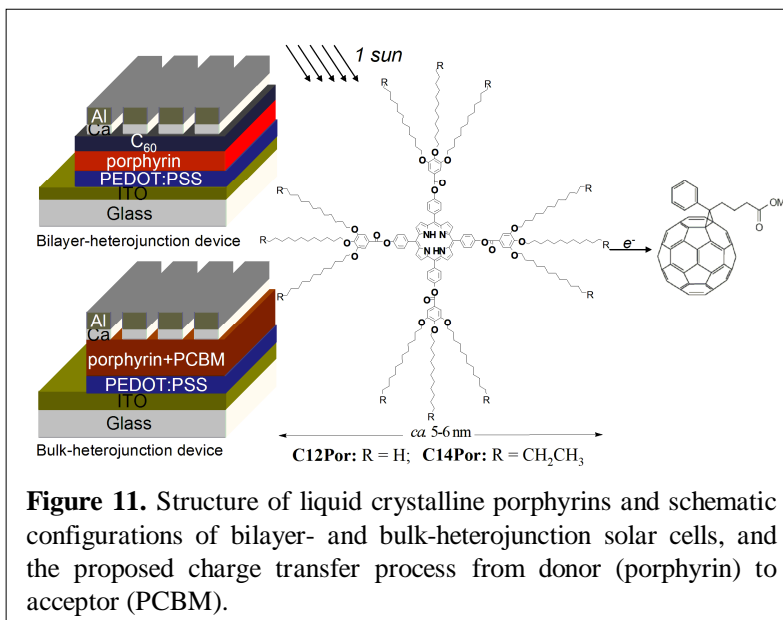 1 sun
Al
Ca
C60
porphyrin
PEDOT:PSS
ITO
Glass
Bilayer-heterojunction device
Al
Ca
porphyrin+PCBM
PEDOT:PSS
ITO
Glass
Bulk-heterojunction device
R
R
R
O
O
O
O
O
R
R
R
O
O
O
O
O
NH
N
N
HN
O
O
O
O
O
R
R
R
O
O
O
O
O
R
R
R
e-
OM
O
ca 5-6 nm
C12Por: R = H; C14Por: R = CH2CH3
Figure 11. Structure of liquid crystalline porphyrins and schematic
configurations of bilayer- and bulk-heterojunction solar cells, and
the proposed charge transfer process from donor (porphyrin) to
acceptor (PCBM).